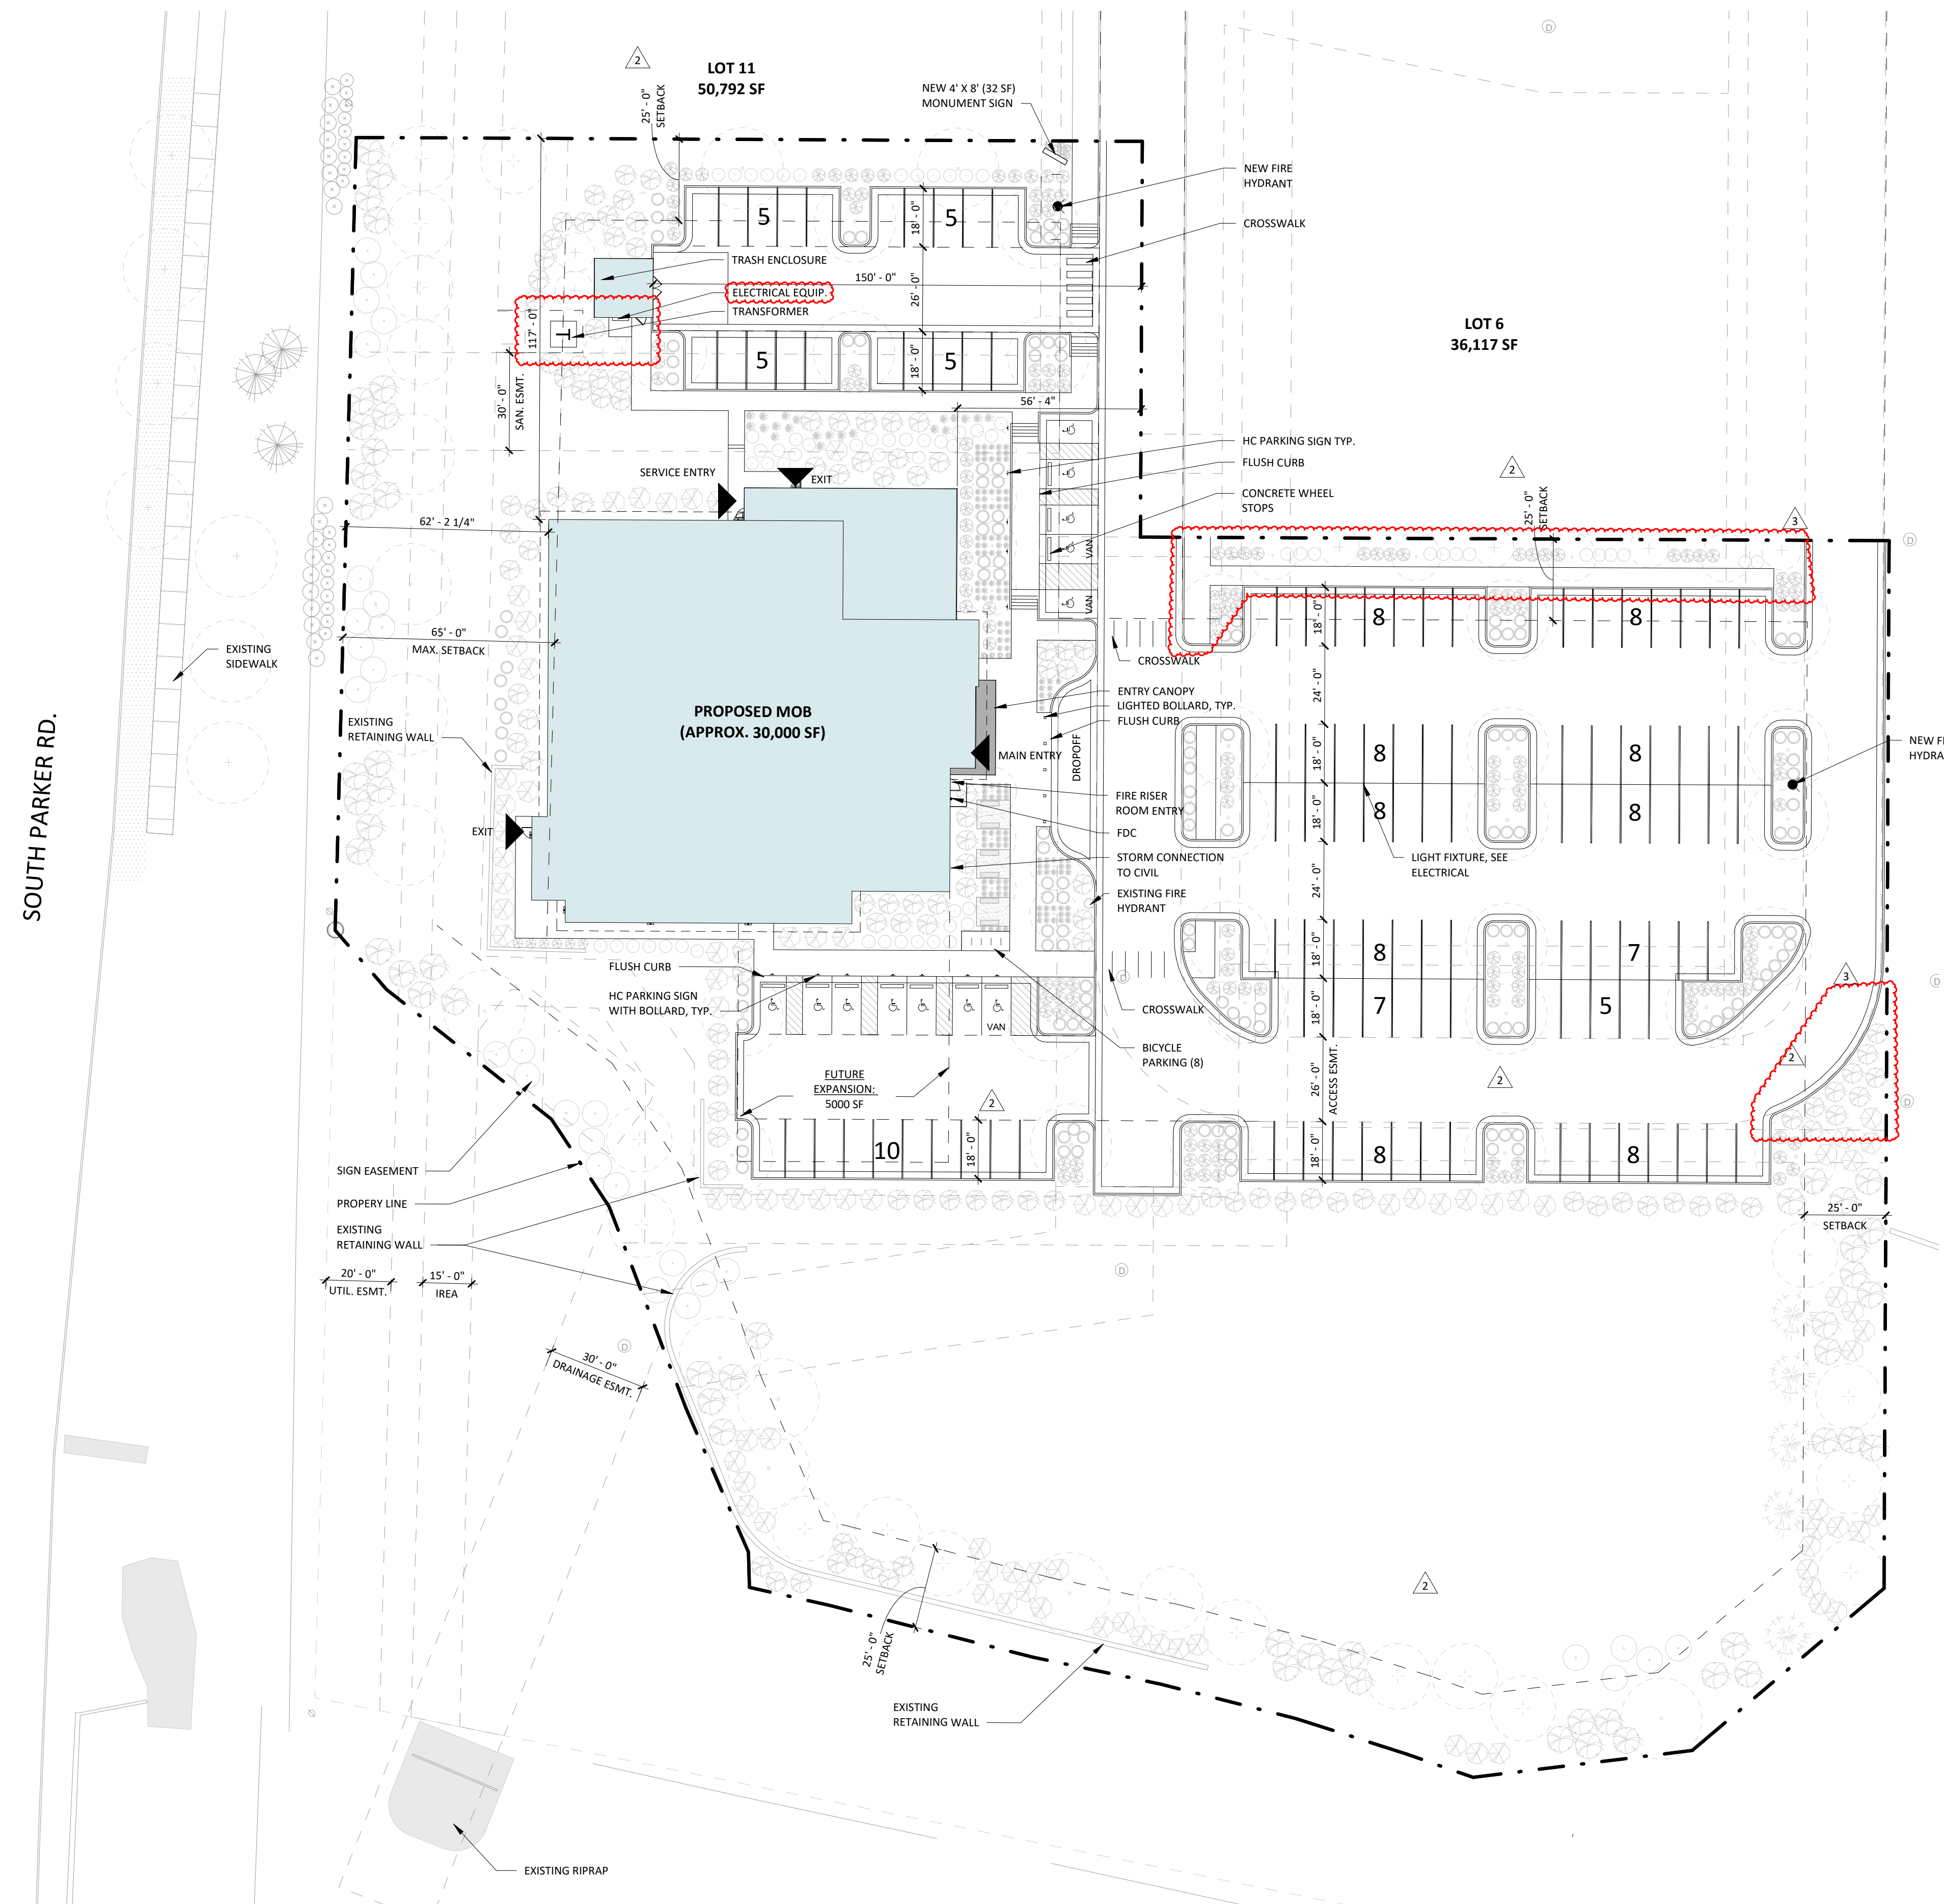 LOT 11
50,792 SF
2
25' - 0"
SETBACK
NEW 4' X 8' (32 SF)
MONUMENT SIGN
D
NEW FIRE
HYDRANT
CROSSWALK
5
5
18' - 0"
TRASH ENCLOSURE
150' - 0"
26' - 0"
ELECTRICAL EQUIP.
TRANSFORMER
T
117' - 0"
5
5
18' - 0"
30' - 0"
SAN. ESMT.
56' - 4"
LOT 6
36,117 SF
HC PARKING SIGN TYP.
FLUSH CURB
CONCRETE WHEEL
STOPS
SERVICE ENTRY
EXIT
2
25' - 0"
SETBACK
3
D
62' - 2 1/4"
VAN
VAN
65' - 0"
MAX. SETBACK
EXISTING
SIDEWALK
18' - 0"
8
8
CROSSWALK
SOUTH PARKER RD.
PROPOSED MOB
(APPROX. 30,000 SF)
EXISTING
RETAINING WALL
ENTRY CANOPY
LIGHTED BOLLARD, TYP.
FLUSH CURB
24' - 0"
MAIN ENTRY
DROPOFF
18' - 0"
8
8
NEW FI
HYDRA
FIRE RISER
ROOM ENTRY
FDC
18' - 0"
8
8
EXIT
STORM CONNECTION
TO CIVIL
LIGHT FIXTURE, SEE
ELECTRICAL
EXISTING FIRE
HYDRANT
24' - 0"
18' - 0"
8
7
FLUSH CURB
HC PARKING SIGN
WITH BOLLARD, TYP.
D
CROSSWALK
3
D
VAN
18' - 0"
7
5
BICYCLE
PARKING (8)
2
FUTURE
EXPANSION:
5000 SF
2
26' - 0"
ACCESS ESMT.
2
D
10
18' - 0"
18' - 0"
8
8
SIGN EASEMENT
PROPERY LINE
EXISTING
RETAINING WALL
25' - 0"
SETBACK
20' - 0"
UTIL. ESMT.
15' - 0"
IREA
D
D
30' - 0"
DRAINAGE ESMT.
2
25' - 0"
SETBACK
EXISTING
RETAINING WALL
EXISTING RIPRAP